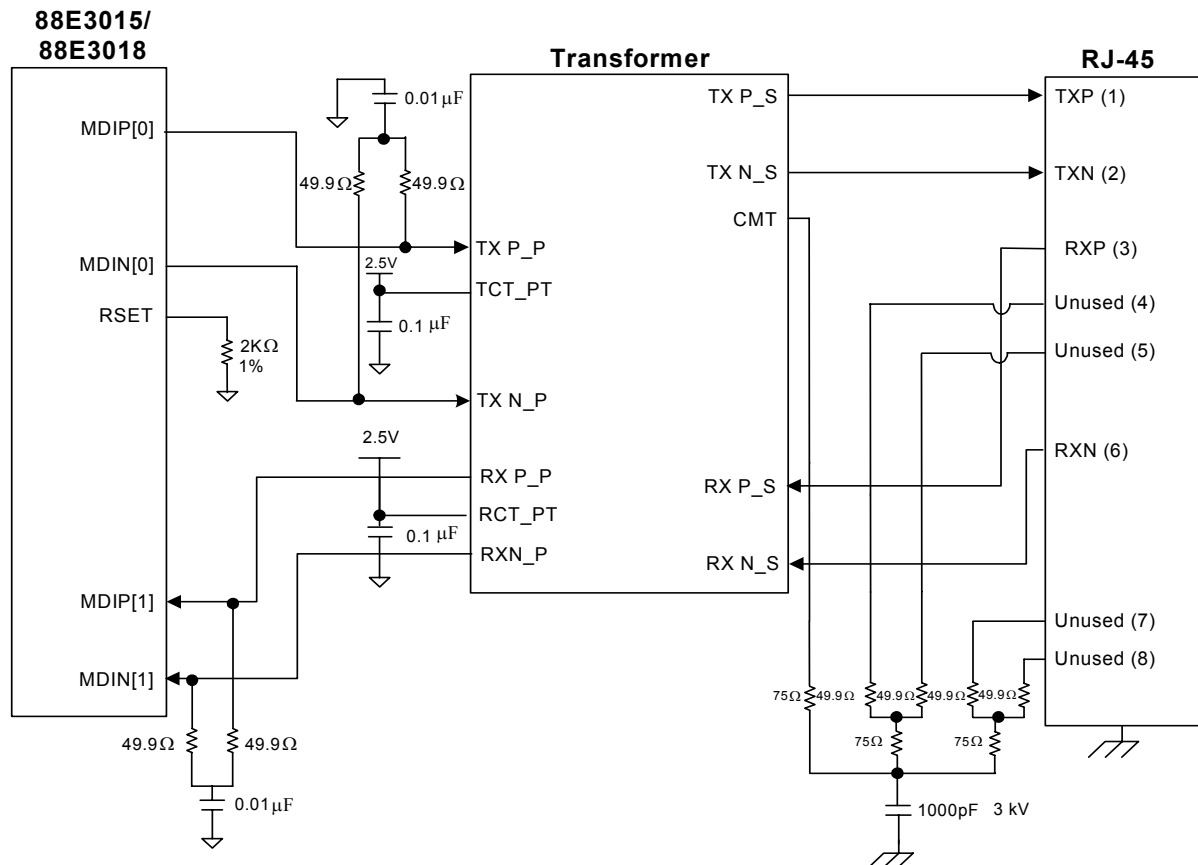 88E3015/
88E3018
Transformer
RJ-45
MDIP[0]
MDIN[0]
RSET
MDIP[1]
MDIN[1]
0.01μF
49.9Ω
49.9Ω
2.5V
0.1 μF
2KΩ
1%
2.5V
0.1 μF
49.9Ω
49.9Ω
0.01μF
TX P_P
TCT_PT
TX N_P
RX P_P
RCT_PT
RXN_P
TX P_S
TX N_S
CMT
RX P_S
RX N_S
TXP (1)
TXN (2)
RXP (3)
Unused (4)
Unused (5)
RXN (6)
Unused (7)
Unused (8)
75Ω
49.9Ω
49.9Ω
49.9Ω
49.9Ω
75Ω
75Ω
1000pF 3 kV